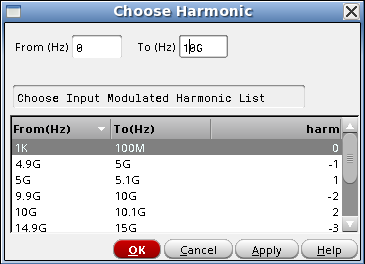 Choose Harmonic
From (Hz) 0 To (Hz) 10G
Choose Input Modulated Harmonic List
From(Hz) To(Hz) harm
1K 100M 0
4.9G 5G -1
5G 5.1G 1
9.9G 10G -2
10G 10.1G 2
14.9G 15G -3
OK Cancel Apply Help